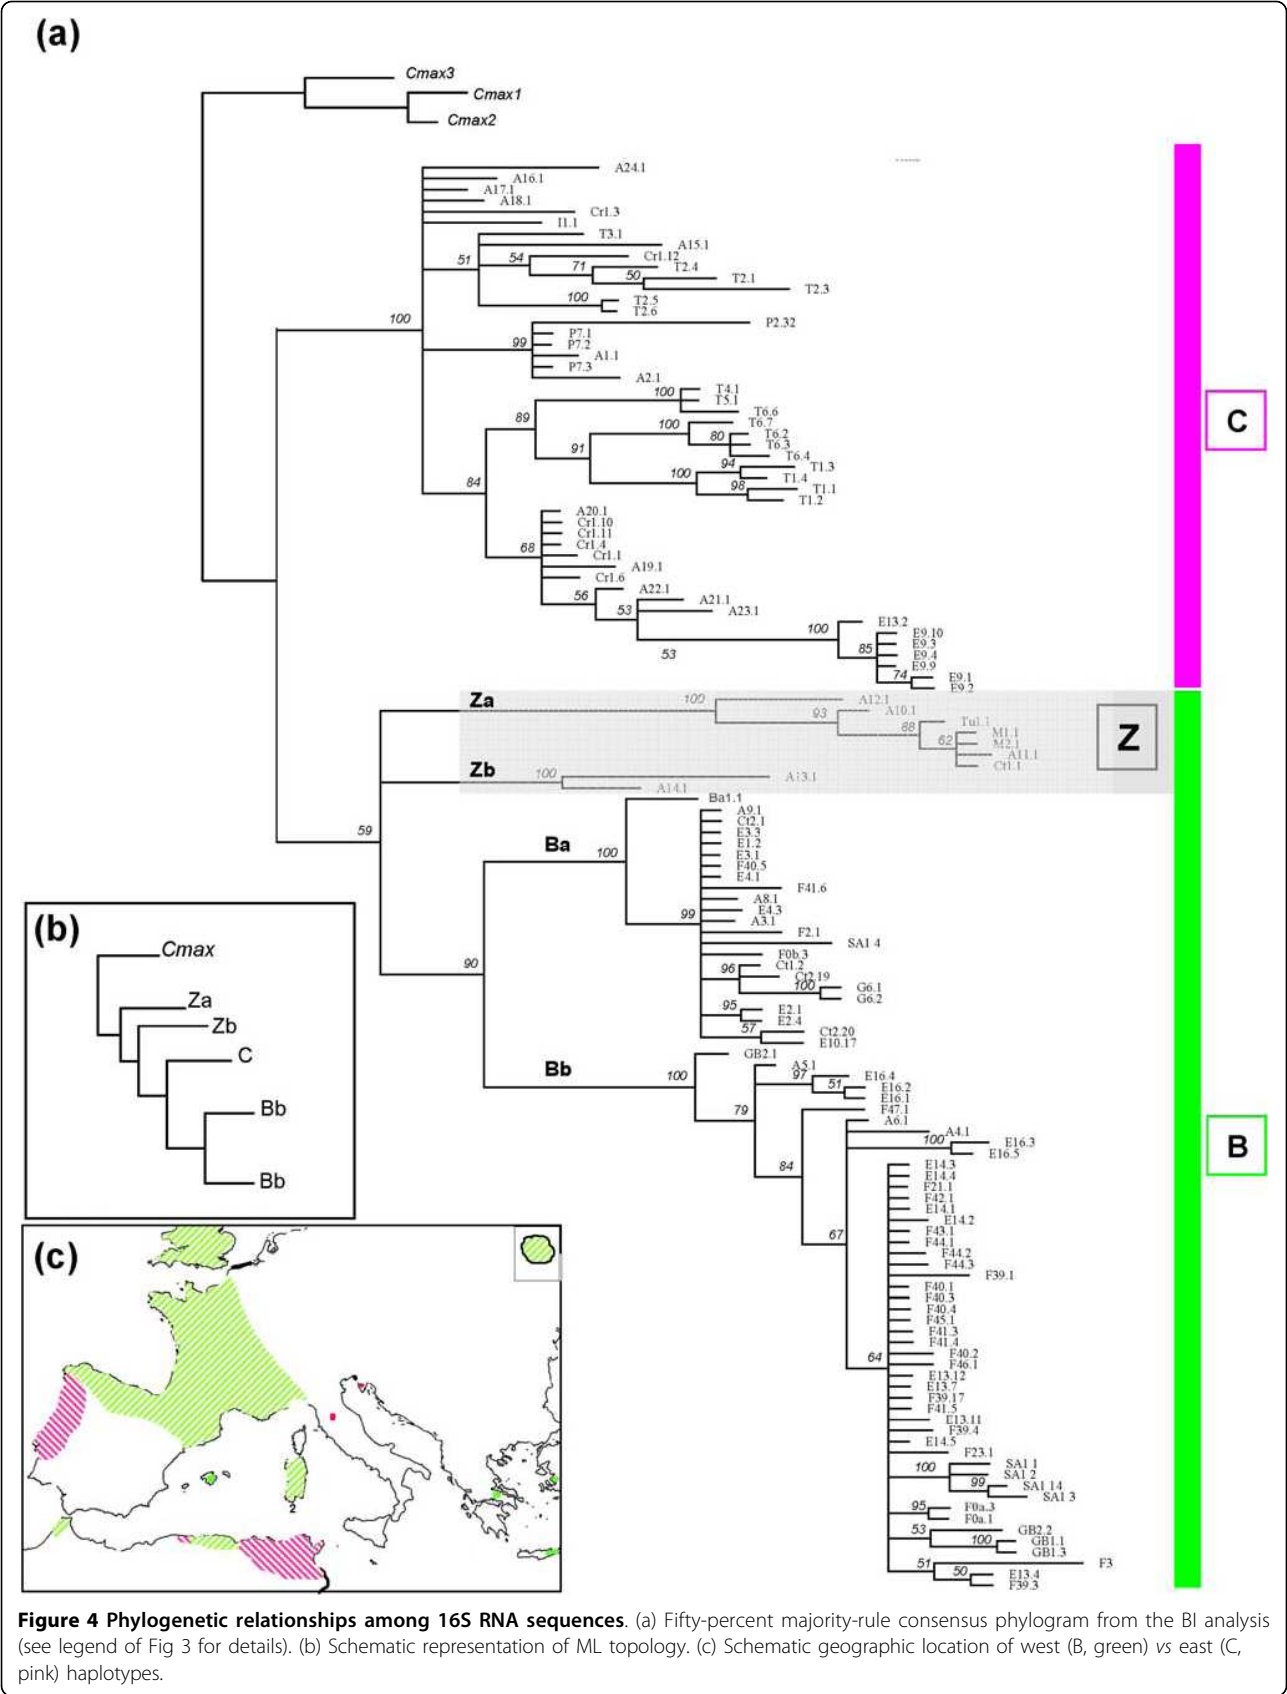 (a)
Cmax3
Cmax1
Cmax2
A24.1
A16.1
A17.1
A18.1
Cr1.3
I1.1
T3.1
51
A15.1
54
Cr1.12
71
T2.4
50
T2.1
T2.3
100
T2.5
T2.6
100
P2.32
P7.1
99
P7.2
A1.1
P7.3
A2.1
100
T4.1
T5.1
C
T6.6
89
100
T6.7
80
T6.2
T6.3
91
T6.4
94
T1.3
100
T1.4
84
98
T1.1
T1.2
A20.1
Cr1.10
Cr1.11
68
Cr1.4
Cr1.1
A19.1
Cr1.6
56
A22.1
53
A21.1
A23.1
100
E13.2
E9.10
E9.3
85
E9.4
53
E9.9
74
E9.1
E9.2
Za
100
A12.1
93
A10.1
88
Tu1.1
62
M1.1
Z
M2.1
A11.1
Zb
Ct1.1
100
A13.1
A14.1
Ba1.1
A9.1
Ct2.1
59
E3.3
E1.2
Ba
100
E3.1
F40.5
E4.1
F41.6
A8.1
99
E4.3
A3.1
F2.1
SA1 4
F0b.3
90
96
Ct1.2
Ct2.19
100
G6.1
G6.2
95
E2.1
E2.4
57
Ct2.20
E10.17
GB2.1
Bb
100
A5.1
97
E16.4
51
E16.2
E16.1
79
F47.1
A6.1
A4.1
100
E16.3
E16.5
B
84
E14.3
E14.4
F21.1
F42.1
E14.1
E14.2
67
F43.1
F44.1
F44.2
F44.3
F39.1
F40.1
F40.3
F40.4
F45.1
F41.3
F41.4
64
F40.2
F46.1
E13.12
E13.7
F39.17
F41.5
E13.11
F39.4
E14.5
F23.1
100
SA1 1
SA1 2
99
SA1 14
SA1 3
95
F0a.3
F0a.1
53
GB2.2
100
GB1.1
GB1.3
51
F3
50
E13.4
F39.3
(b)
Cmax
Za
Zb
C
Bb
Bb
(c)
2
Figure 4 Phylogenetic relationships among 16S RNA sequences. (a) Fifty-percent majority-rule consensus phylogram from the BI analysis
(see legend of Fig 3 for details). (b) Schematic representation of ML topology. (c) Schematic geographic location of west (B, green) vs east (C,
pink) haplotypes.